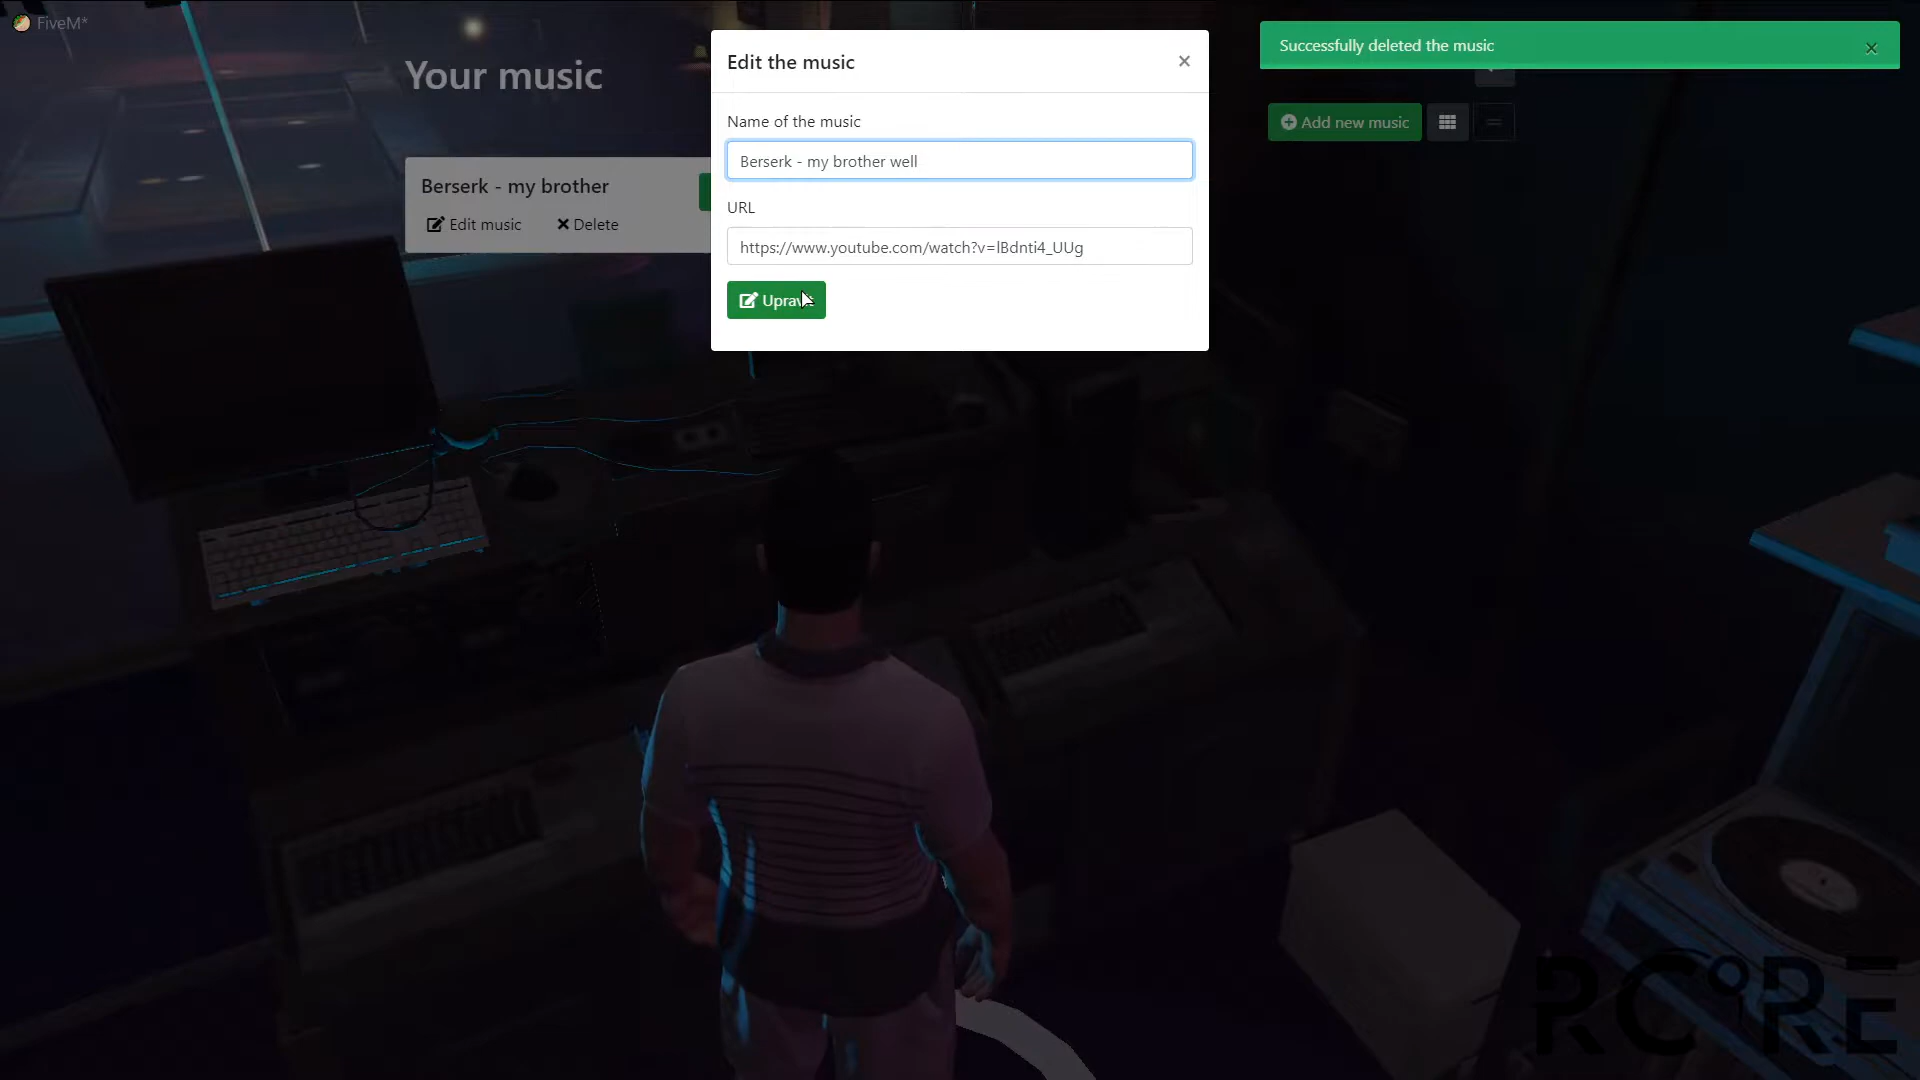 FiveM*
Your music
Edit the music
×
Successfully deleted the music
×
Add new music
Name of the music
Berserk - my brother well
Berserk - my brother
Edit music
Delete
URL
https://www.youtube.com/watch?v=lBdnti4_UUg
RCORE